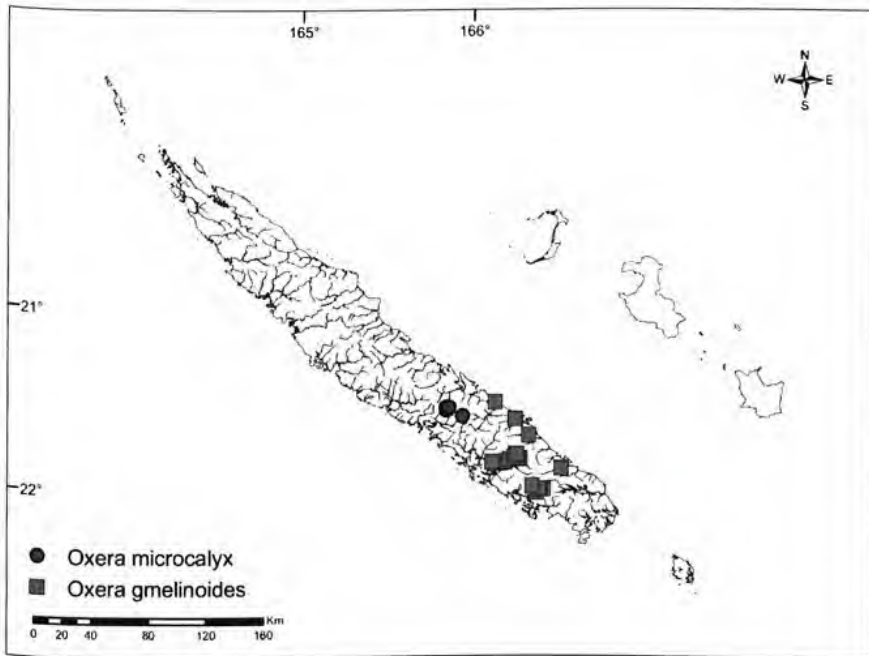 165° 166°
N
W E
S
21°
22°
Oxera microcalyx
Oxera gmelinoides
Km
0 20 40 80 120 160